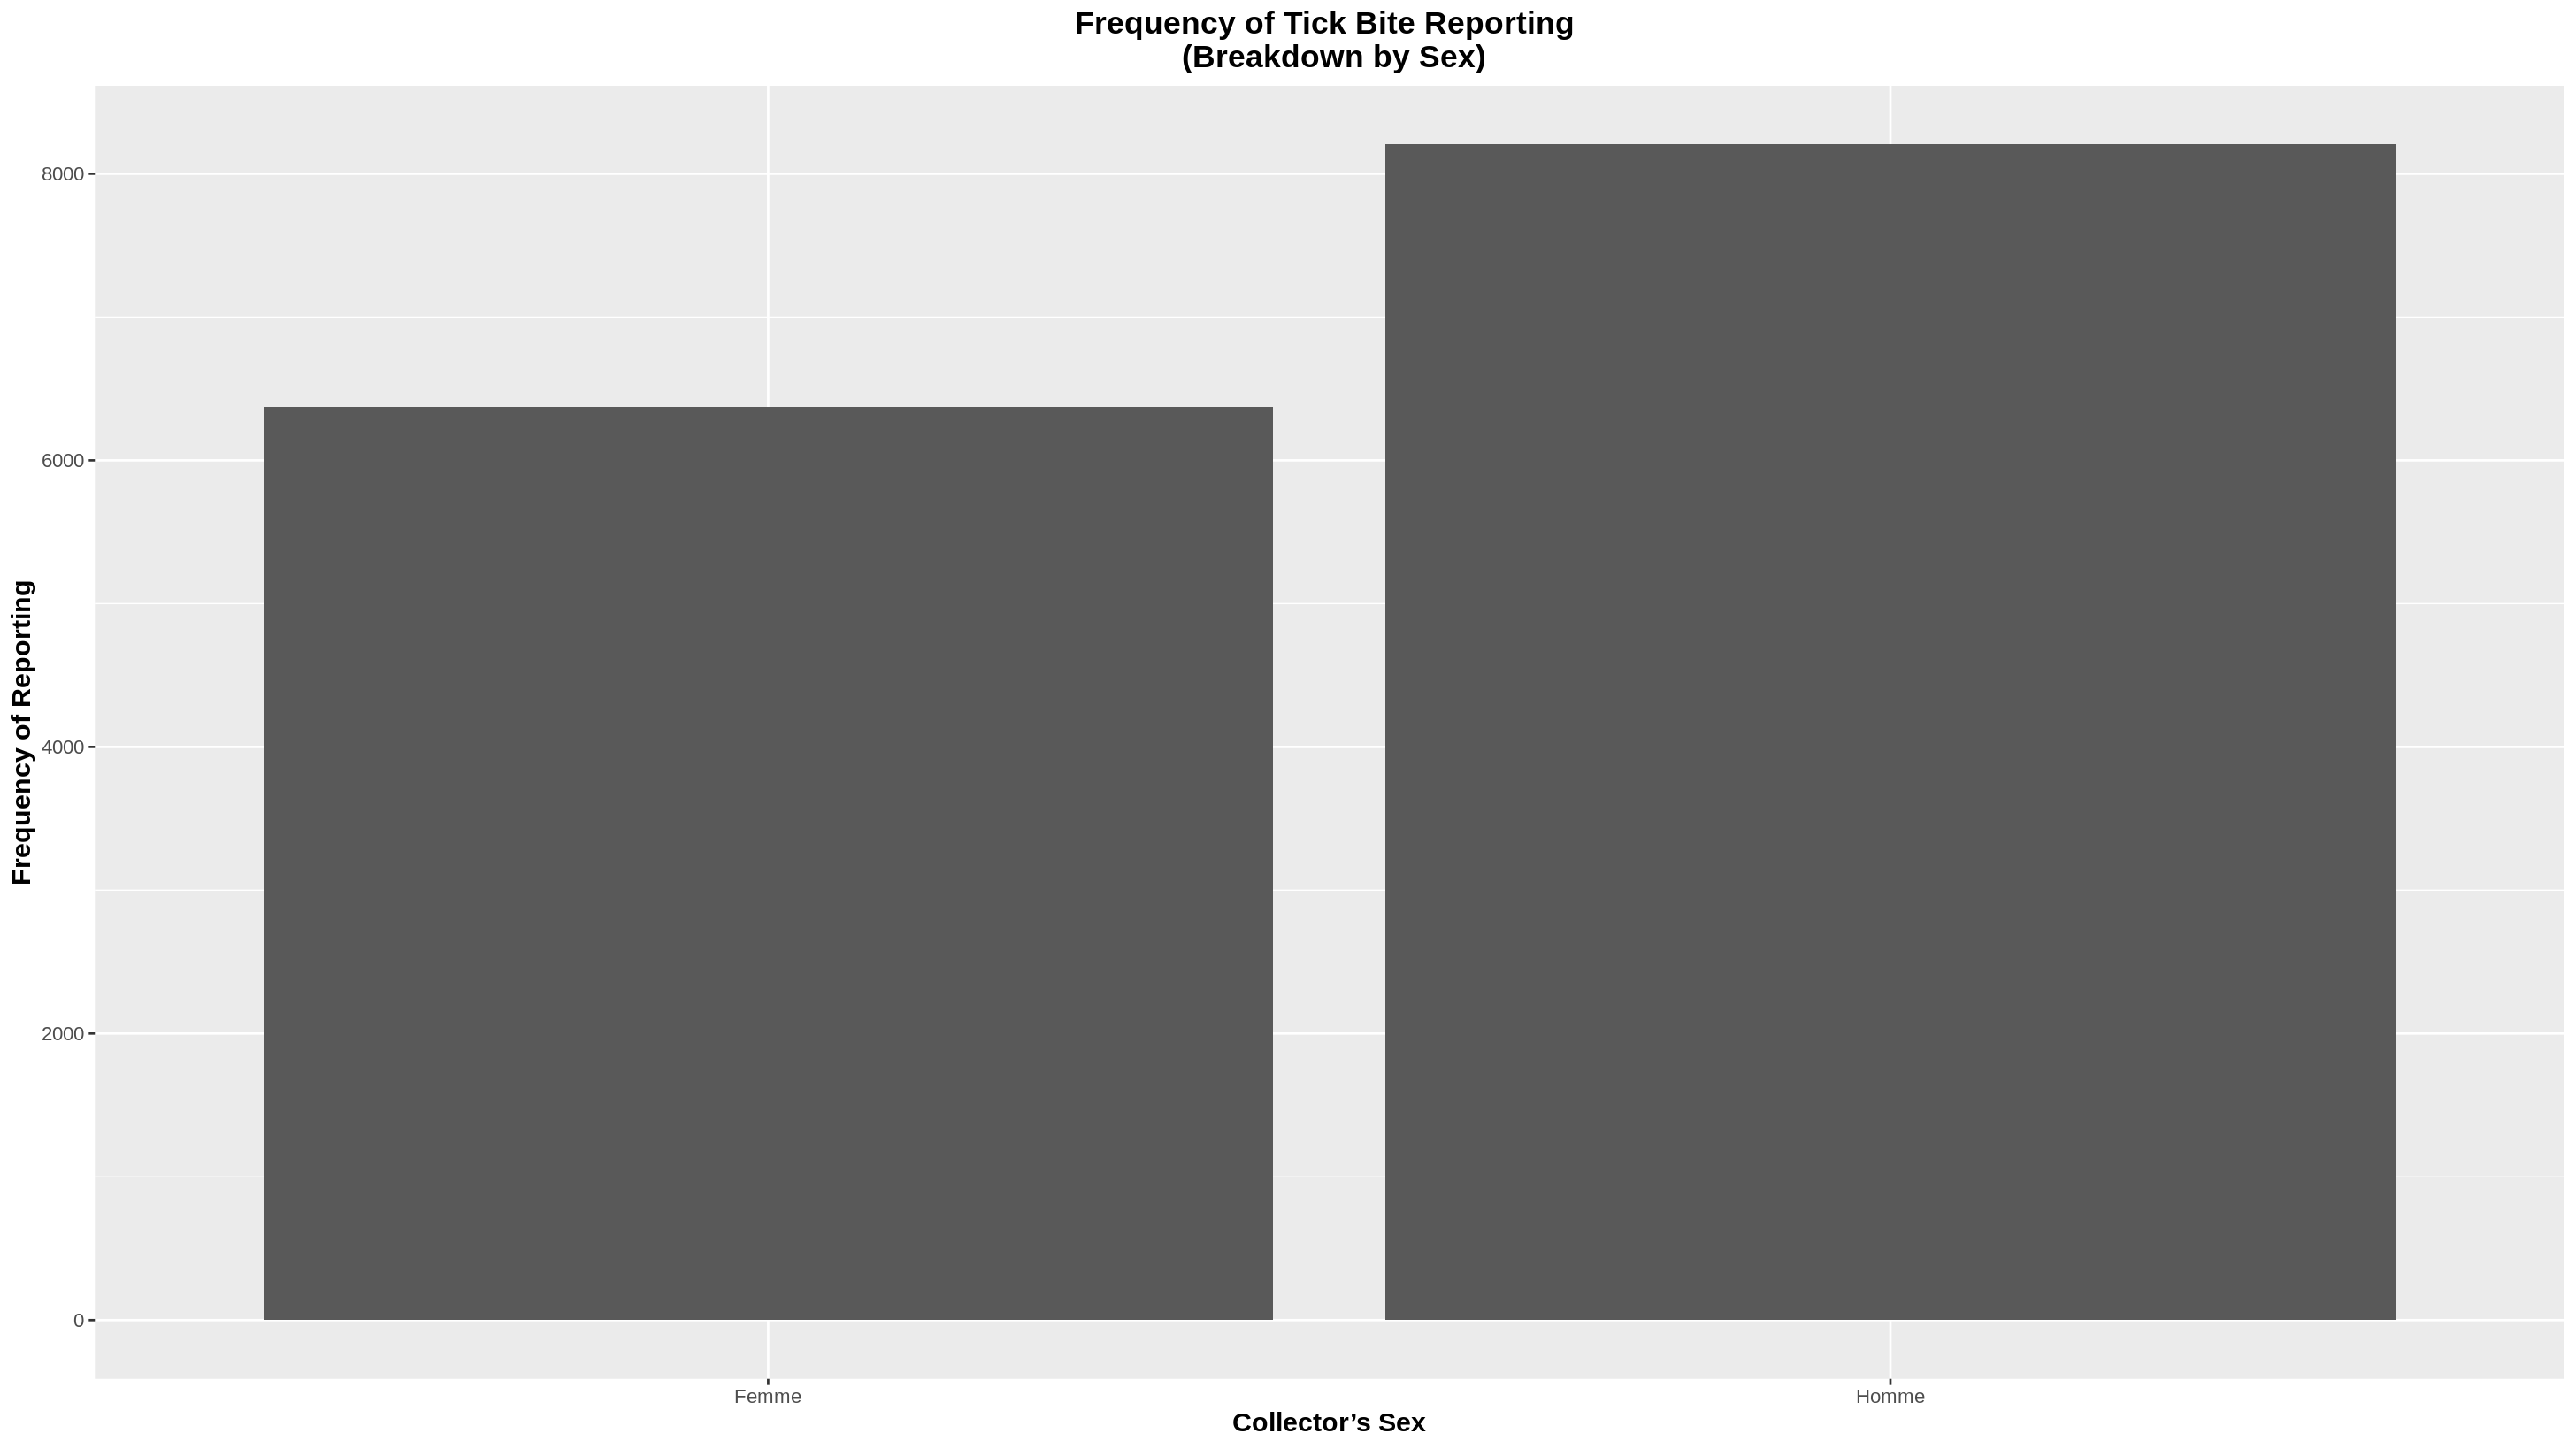 Frequency of Tick Bite Reporting
(Breakdown by Sex)
8000
6000
4000
2000
0
Frequency of Reporting
Femme
Homme
Collector’s Sex